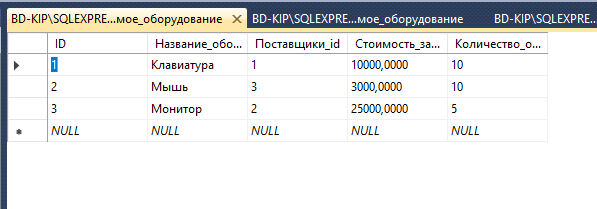 BD-KIP\SQLEXPRE...мое_оборудование BD-KIP\SQLEXPRE...мое_оборудование BD-KIP\SQLEXPRE...
ID Название_обо... Поставщики_id Стоимость_за... Количество_о...
1 Клавиатура 1 10000,0000 10
2 Мышь 3 3000,0000 10
3 Монитор 2 25000,0000 5
NULL NULL NULL NULL NULL